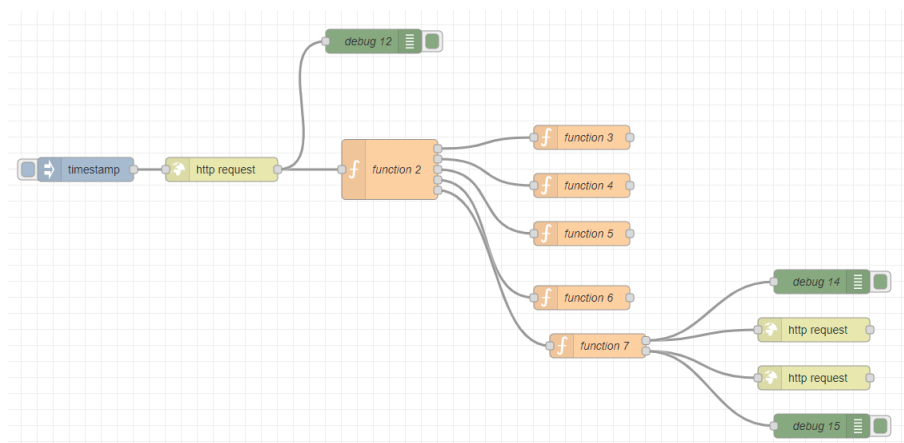 debug 12
function 3
timestamp
http request
function 2
function 4
function 5
function 6
debug 14
http request
function 7
http request
debug 15